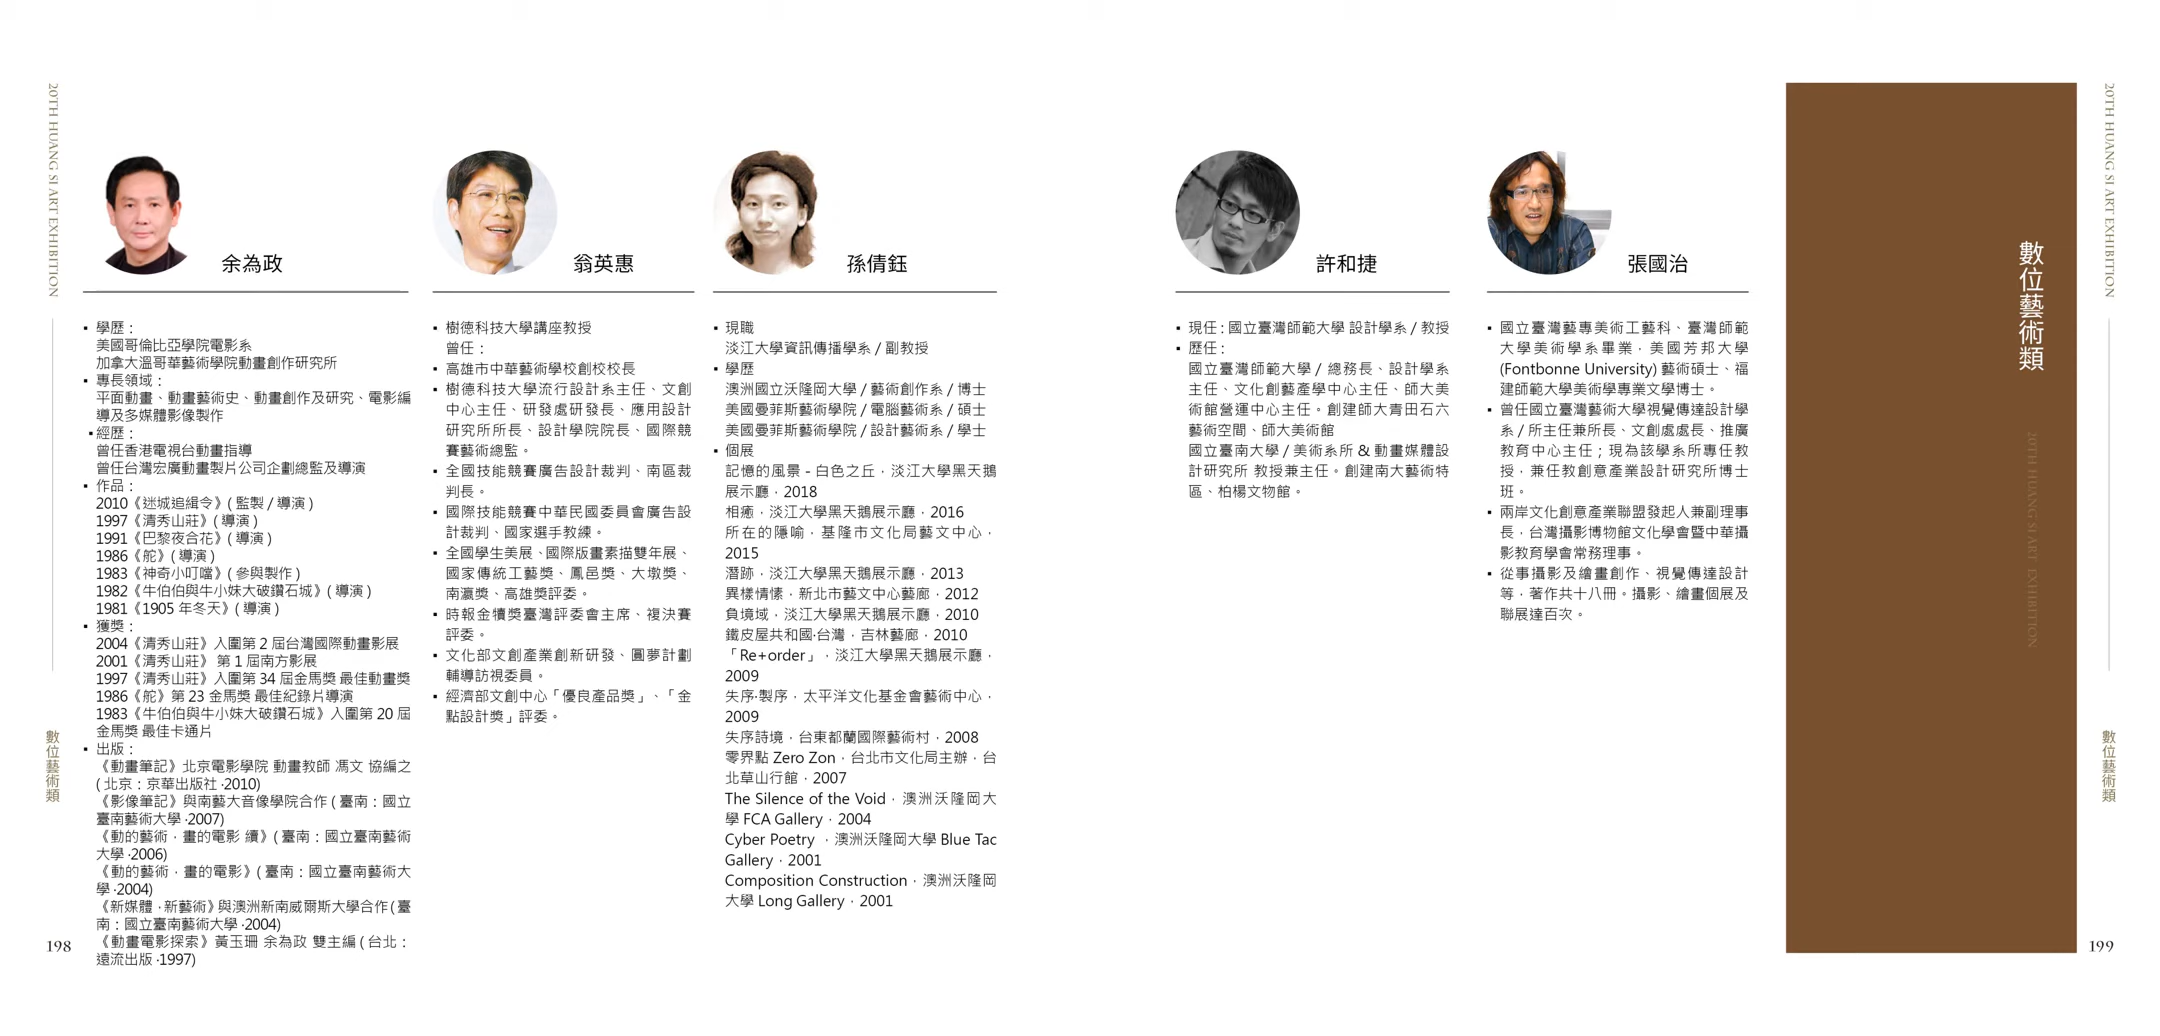 20TH HUANG SI ART EXHIBITION
數位藝術類
198
余為政
▪ 學歷：
美國哥倫比亞學院電影系
加拿大溫哥華藝術學院動畫創作研究所
▪ 專長領域：
平面動畫、動畫藝術史、動畫創作及研究、電影編
導及多媒體影像製作
▪ 經歷：
曾任香港電視台動畫指導
曾任台灣宏廣動畫製片公司企劃總監及導演
▪ 作品：
2010《迷城追緝令》( 監製 / 導演 )
1997《清秀山莊》( 導演 )
1991《巴黎夜合花》( 導演 )
1986《舵》( 導演 )
1983《神奇小叮噹》( 參與製作 )
1982《牛伯伯與牛小妹大破鑽石城》( 導演 )
1981《1905 年冬天》( 導演 )
▪ 獲獎：
2004《清秀山莊》入圍第 2 屆台灣國際動畫影展
2001《清秀山莊》 第 1 屆南方影展
1997《清秀山莊》入圍第 34 屆金馬獎 最佳動畫獎
1986《舵》第 23 金馬獎 最佳紀錄片導演
1983《牛伯伯與牛小妹大破鑽石城》入圍第 20 屆
金馬獎 最佳卡通片
▪ 出版：
《動畫筆記》北京電影學院 動畫教師 馮文 協編之
( 北京：京華出版社 ‧2010)
《影像筆記》與南藝大音像學院合作 ( 臺南：國立
臺南藝術大學 ‧2007)
《動的藝術，畫的電影 續》( 臺南：國立臺南藝術
大學 ‧2006)
《動的藝術，畫的電影》( 臺南：國立臺南藝術大
學 ‧2004)
《新媒體‧新藝術》與澳洲新南威爾斯大學合作 ( 臺
南：國立臺南藝術大學 ‧2004)
《動畫電影探索》黃玉珊 余為政 雙主編 ( 台北：
遠流出版 ‧1997)
翁英惠
▪ 樹德科技大學講座教授
曾任：
▪ 高雄市中華藝術學校創校校長
▪ 樹德科技大學流行設計系主任、文創
中心主任、研發處研發長、應用設計
研究所所長、設計學院院長、國際競
賽藝術總監。
▪ 全國技能競賽廣告設計裁判、南區裁
判長。
▪ 國際技能競賽中華民國委員會廣告設
計裁判、國家選手教練。
▪ 全國學生美展、國際版畫素描雙年展、
國家傳統工藝獎、鳳邑獎、大墩獎、
南瀛獎、高雄獎評委。
▪ 時報金犢獎臺灣評委會主席、複決賽
評委。
▪ 文化部文創產業創新研發、圓夢計劃
輔導訪視委員。
▪ 經濟部文創中心「優良產品獎」、「金
點設計獎」評委。
孫倩鈺
▪ 現職
淡江大學資訊傳播學系 / 副教授
▪ 學歷
澳洲國立沃隆岡大學 / 藝術創作系 / 博士
美國曼菲斯藝術學院 / 電腦藝術系 / 碩士
美國曼菲斯藝術學院 / 設計藝術系 / 學士
▪ 個展
記憶的風景 - 白色之丘，淡江大學黑天鵝
展示廳，2018
相癒，淡江大學黑天鵝展示廳，2016
所在的隱喻，基隆市文化局藝文中心，
2015
潛跡，淡江大學黑天鵝展示廳，2013
異樣情愫，新北市藝文中心藝廊，2012
負境域，淡江大學黑天鵝展示廳，2010
鐵皮屋共和國‧台灣，吉林藝廊，2010
「Re+order」，淡江大學黑天鵝展示廳，
2009
失序‧製序，太平洋文化基金會藝術中心，
2009
失序詩境，台東都蘭國際藝術村，2008
零界點 Zero Zon，台北市文化局主辦，台
北草山行館，2007
The Silence of the Void，澳洲沃隆岡大
學 FCA Gallery，2004
Cyber Poetry ，澳洲沃隆岡大學 Blue Tac
Gallery，2001
Composition Construction，澳洲沃隆岡
大學 Long Gallery，2001
許和捷
▪ 現任 : 國立臺灣師範大學 設計學系 / 教授
▪ 歷任 :
國立臺灣師範大學 / 總務長、設計學系
主任、文化創藝產學中心主任、師大美
術館營運中心主任。創建師大青田石六
藝術空間、師大美術館
國立臺南大學 / 美術系所 & 動畫媒體設
計研究所 教授兼主任。創建南大藝術特
區、柏楊文物館。
張國治
▪ 國立臺灣藝專美術工藝科、臺灣師範
大學美術學系畢業，美國芳邦大學
(Fontbonne University) 藝術碩士、福
建師範大學美術學專業文學博士。
▪ 曾任國立臺灣藝術大學視覺傳達設計學
系 / 所主任兼所長、文創處處長、推廣
教育中心主任；現為該學系所專任教
授，兼任教創意產業設計研究所博士
班。
▪ 兩岸文化創意產業聯盟發起人兼副理事
長，台灣攝影博物館文化學會暨中華攝
影教育學會常務理事。
▪ 從事攝影及繪畫創作、視覺傳達設計
等，著作共十八冊。攝影、繪畫個展及
聯展達百次。
數位藝術類
20TH HUANG SI ART EXHIBITION
20TH HUANG SI ART EXHIBITION
數位藝術類
199